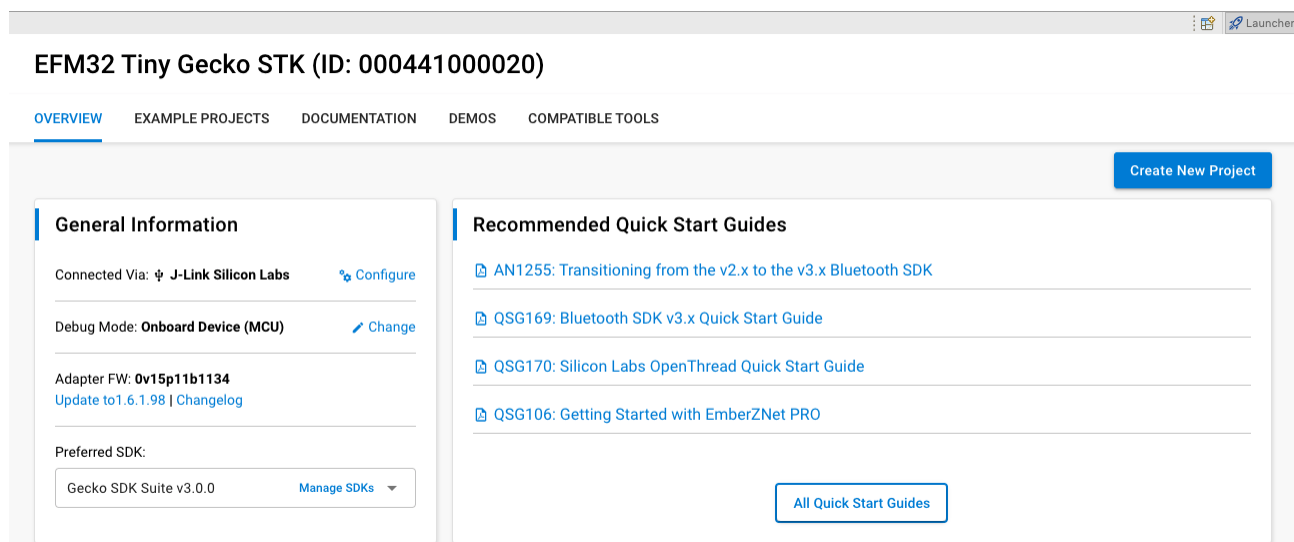 Launcher
EFM32 Tiny Gecko STK (ID: 000441000020)
OVERVIEW EXAMPLE PROJECTS DOCUMENTATION DEMOS COMPATIBLE TOOLS
Create New Project
General Information
Connected Via: J-Link Silicon Labs Configure
Debug Mode: Onboard Device (MCU) Change
Adapter FW: 0v15p11b1134
Update to1.6.1.98 | Changelog
Preferred SDK:
Gecko SDK Suite v3.0.0 Manage SDKs
Recommended Quick Start Guides
AN1255: Transitioning from the v2.x to the v3.x Bluetooth SDK
QSG169: Bluetooth SDK v3.x Quick Start Guide
QSG170: Silicon Labs OpenThread Quick Start Guide
QSG106: Getting Started with EmberZNet PRO
All Quick Start Guides